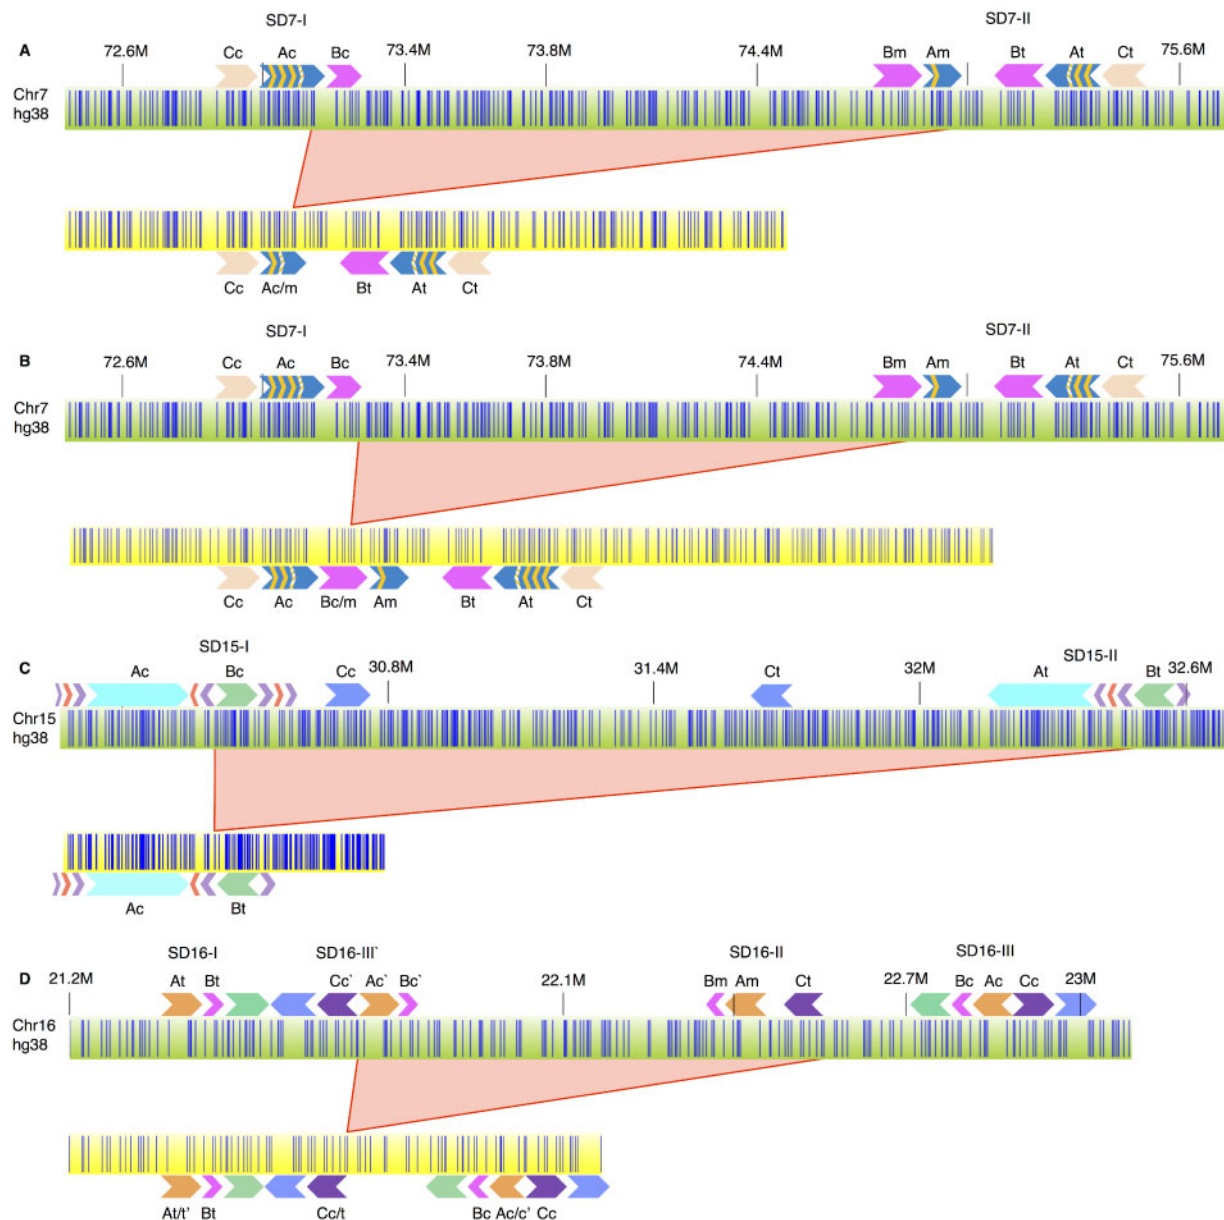 SD7-I SD7-II
A 72.6M Cc Ac Bc 73.4M 73.8M 74.4M Bm Am Bt At Ct 75.6M
Chr7
hg38
Cc Ac/m Bt At Ct
SD7-I SD7-II
B 72.6M Cc Ac Bc 73.4M 73.8M 74.4M Bm Am Bt At Ct 75.6M
Chr7
hg38
Cc Ac Bc/m Am Bt At Ct
SD15-I SD15-II
C Ac Bc Cc 30.8M 31.4M Ct 32M At Bt 32.6M
Chr15
hg38
Ac Bt
SD16-I SD16-III` SD16-II SD16-III
D 21.2M At Bt Cc` Ac` Bc` 22.1M Bm Am Ct 22.7M Bc Ac Cc 23M
Chr16
hg38
At/t' Bt Cc/t Bc Ac/c' Cc